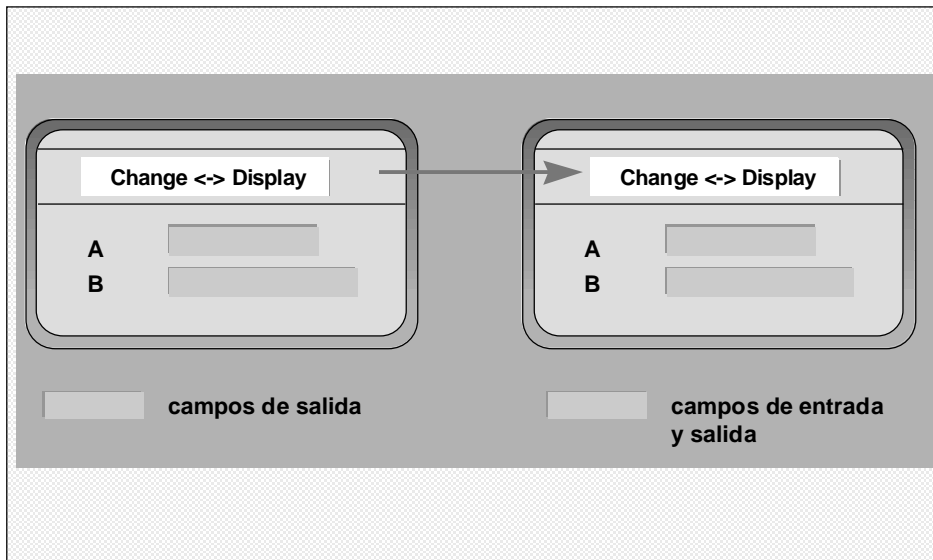 Change <-> Display
A
B
Change <-> Display
A
B
campos de salida
campos de entrada
y salida